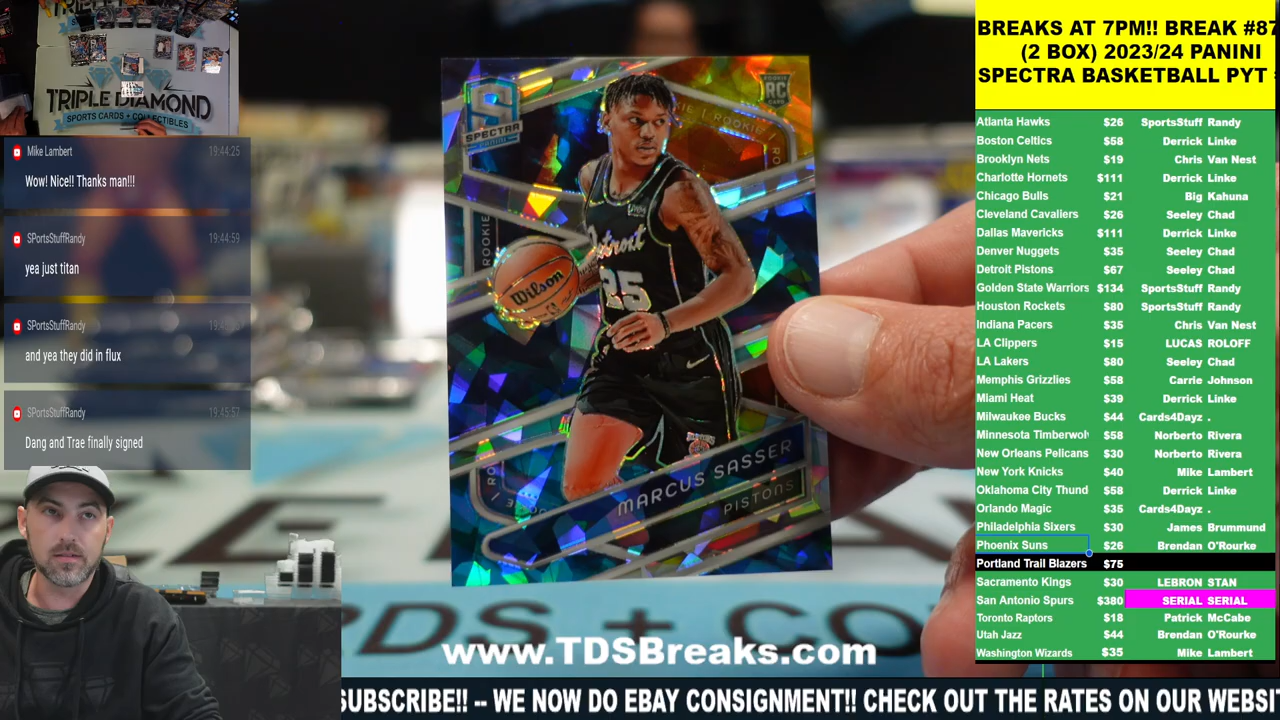 BREAKS AT 7PM!! BREAK #87
(2 BOX) 2023/24 PANINI
SPECTRA BASKETBALL PYT
TRIPLE DIAMOND
SPORTS CARDS + COLLECTIBLES
Mike Lambert 19:44:25
Wow! Nice!! Thanks man!!!
SPortsStuffRandy 19:44:59
yea just titan
SPortsStuffRandy
and yea they did in flux
SPortsStuffRandy 19:45:57
Dang and Trae finally signed
SPECTRA
ROOKIE
RC
CARD
ROOKIE
Detroit
25
Wilson
MARCUS SASSER
PISTONS
Atlanta Hawks $26 SportsStuff Randy
Boston Celtics $58 Derrick Linke
Brooklyn Nets $19 Chris Van Nest
Charlotte Hornets $111 Derrick Linke
Chicago Bulls $21 Big Kahuna
Cleveland Cavaliers $26 Seeley Chad
Dallas Mavericks $111 Derrick Linke
Denver Nuggets $35 Seeley Chad
Detroit Pistons $67 Seeley Chad
Golden State Warriors $134 SportsStuff Randy
Houston Rockets $80 SportsStuff Randy
Indiana Pacers $35 Chris Van Nest
LA Clippers $15 LUCAS ROLOFF
LA Lakers $80 Seeley Chad
Memphis Grizzlies $58 Carrie Johnson
Miami Heat $39 Derrick Linke
Milwaukee Bucks $44 Cards4Dayz .
Minnesota Timberwol $58 Norberto Rivera
New Orleans Pelicans $30 Norberto Rivera
New York Knicks $40 Mike Lambert
Oklahoma City Thund $58 Derrick Linke
Orlando Magic $35 Cards4Dayz .
Philadelphia Sixers $30 James Brummund
Phoenix Suns $26 Brendan O'Rourke
Portland Trail Blazers $75
Sacramento Kings $30 LEBRON STAN
San Antonio Spurs $380 SERIAL SERIAL
Toronto Raptors $18 Patrick McCabe
Utah Jazz $44 Brendan O'Rourke
Washington Wizards $35 Mike Lambert
www.TDSBreaks.com
SUBSCRIBE!! -- WE NOW DO EBAY CONSIGNMENT!! CHECK OUT THE RATES ON OUR WEBSI